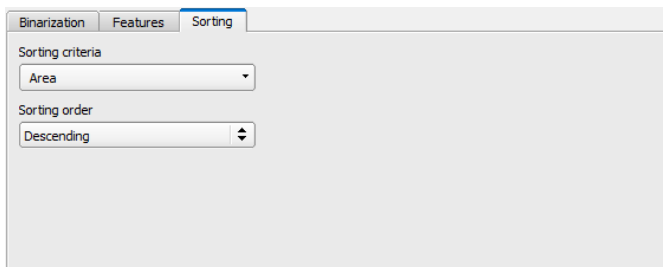 Binarization Features Sorting
Sorting criteria
Area
Sorting order
Descending